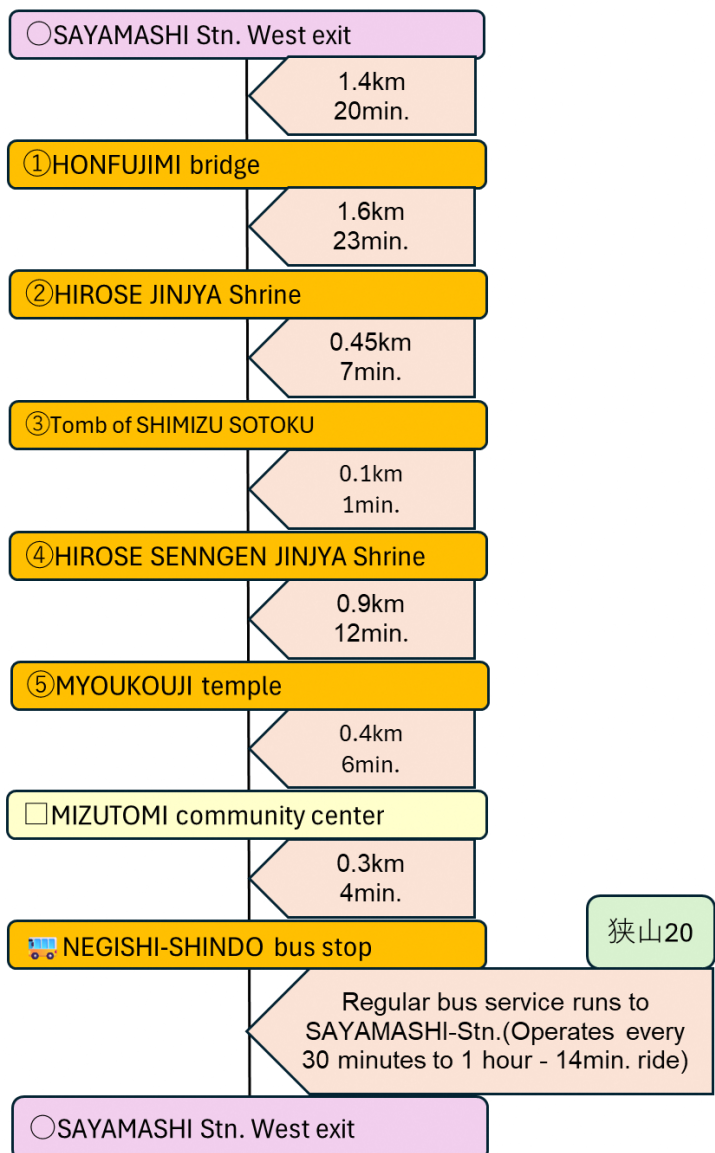 ○SAYAMASHI Stn. West exit
1.4km
20min.
①HONFUJIMI bridge
1.6km
23min.
②HIROSE JINJYA Shrine
0.45km
7min.
③Tomb of SHIMIZU SOTOKU
0.1km
1min.
④HIROSE SENNGEN JINJYA Shrine
0.9km
12min.
⑤MYOUKOUJI temple
0.4km
6min.
□MIZUTOMI community center
0.3km
4min.
狭山20
NEGISHI-SHINDO bus stop
Regular bus service runs to
SAYAMASHI-Stn.(Operates every
30 minutes to 1 hour - 14min. ride)
○SAYAMASHI Stn. West exit